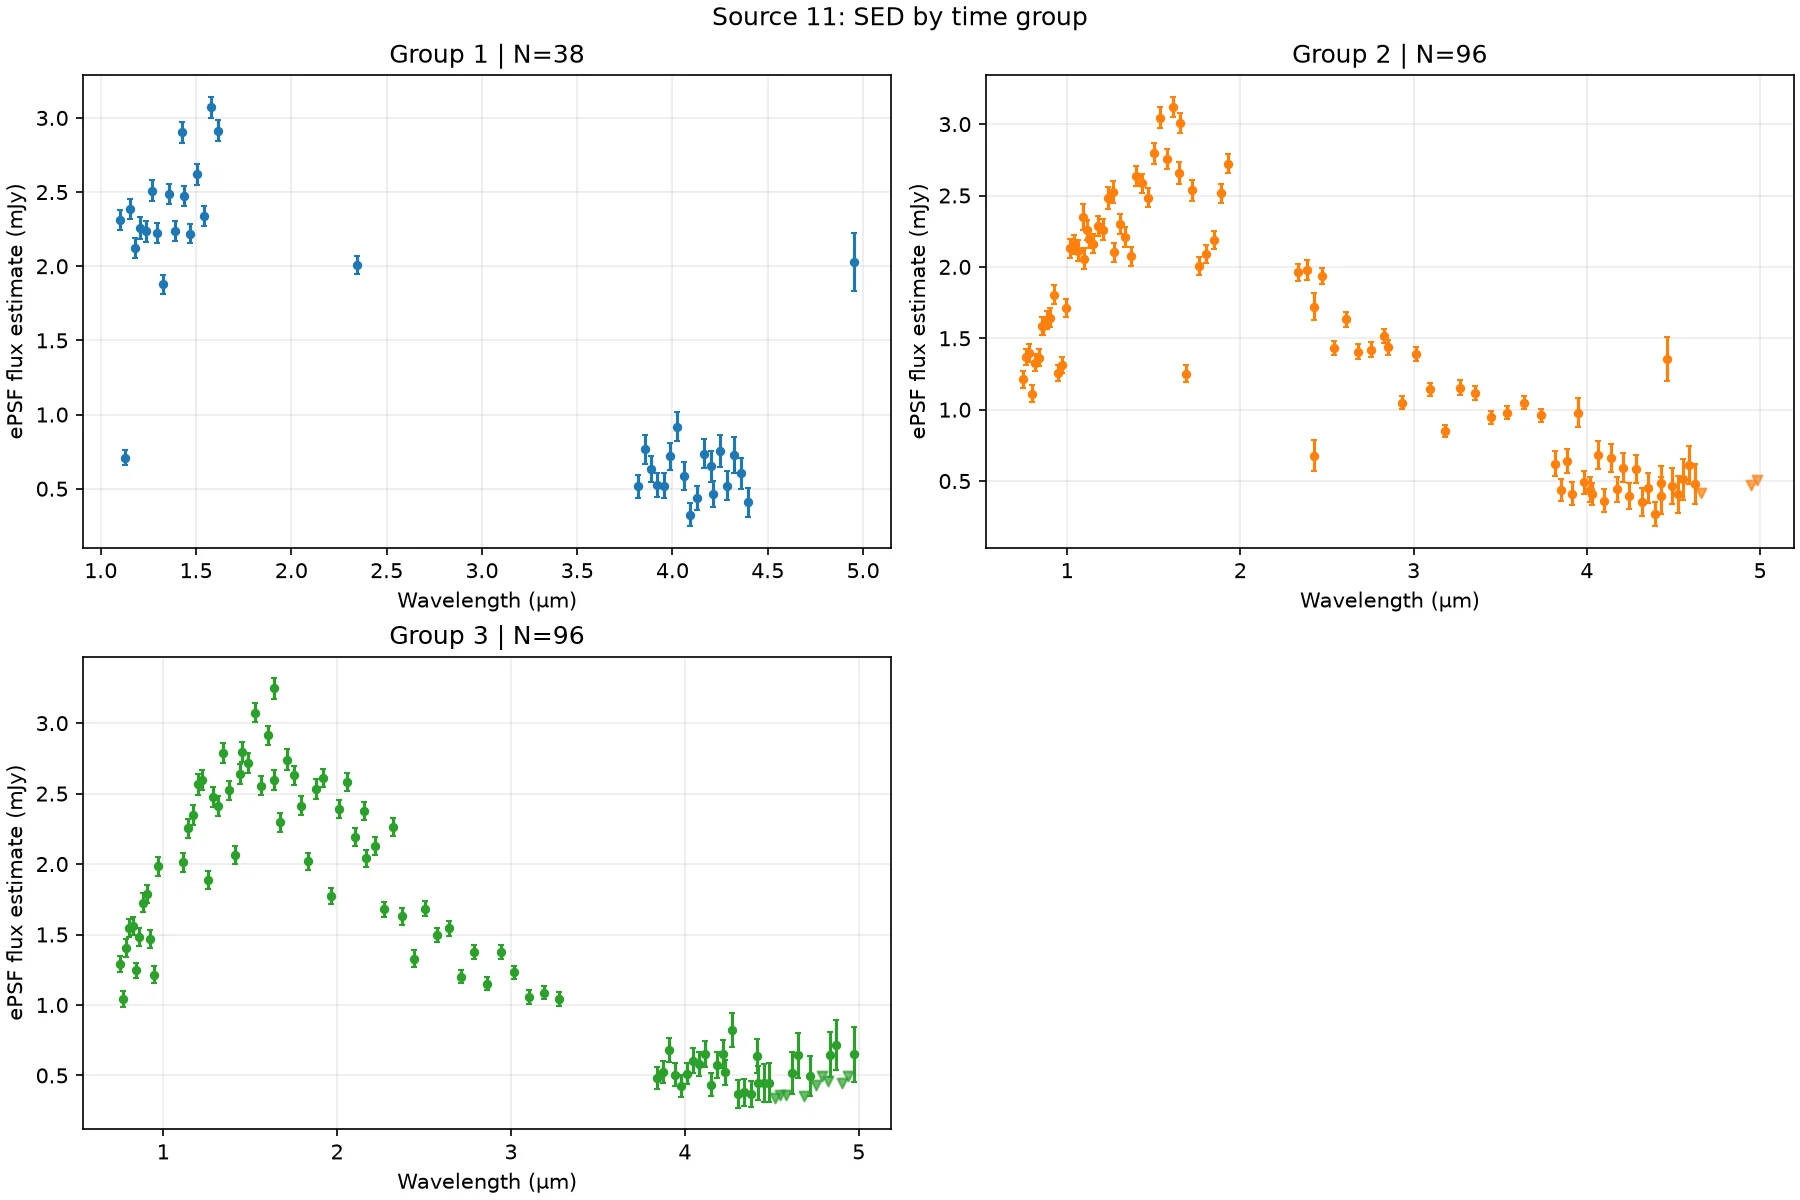 Source 11: SED by time group
Group 1 | N=38
ePSF flux estimate (mJy)
3.0
2.5
2.0
1.5
1.0
0.5
1.0 1.5 2.0 2.5 3.0 3.5 4.0 4.5 5.0
Wavelength (μm)
Group 2 | N=96
ePSF flux estimate (mJy)
3.0
2.5
2.0
1.5
1.0
0.5
1 2 3 4 5
Wavelength (μm)
Group 3 | N=96
ePSF flux estimate (mJy)
3.0
2.5
2.0
1.5
1.0
0.5
1 2 3 4 5
Wavelength (μm)